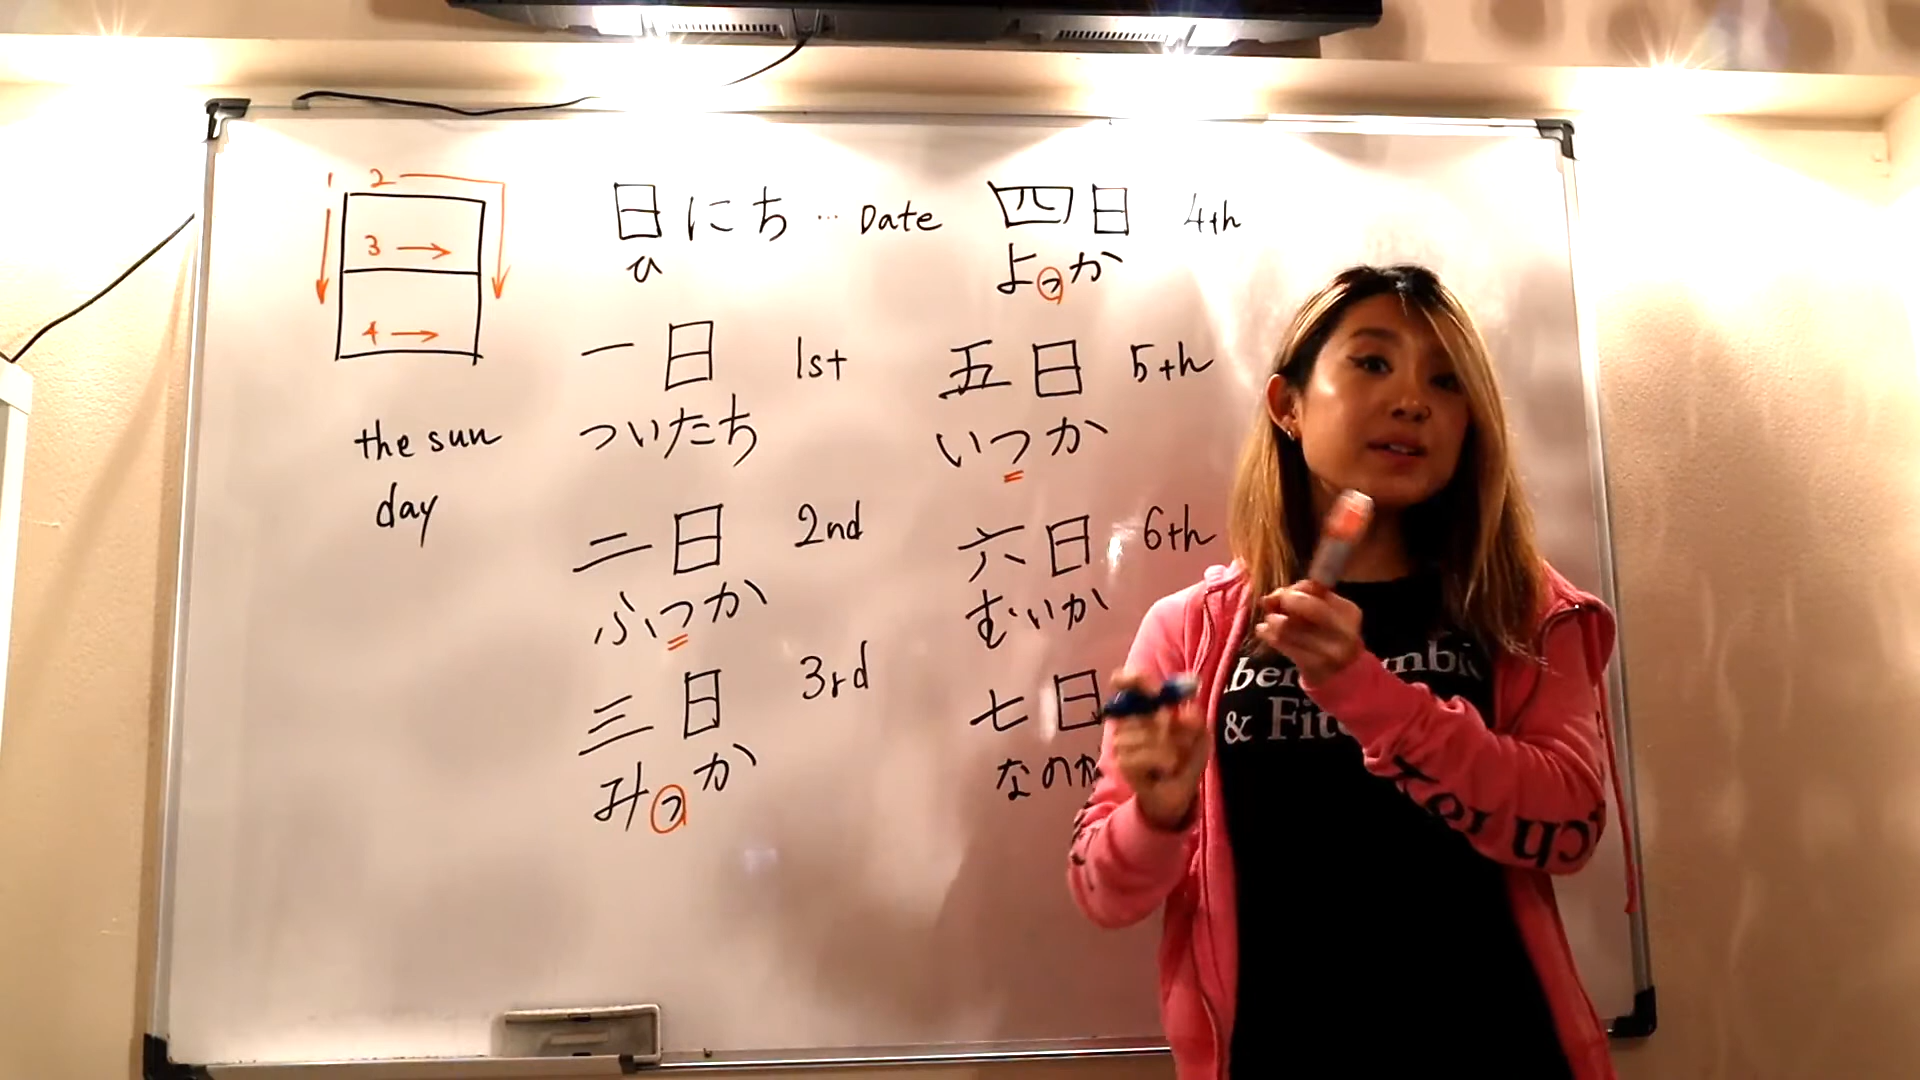 1 2
3
4
the sun
day
日にち … Date
ひ
一日 1st
ついたち
二日 2nd
ふつか
三日 3rd
みっか
四日 4th
よっか
五日 5th
いつか
六日 6th
むいか
七日
なのか
& Fit